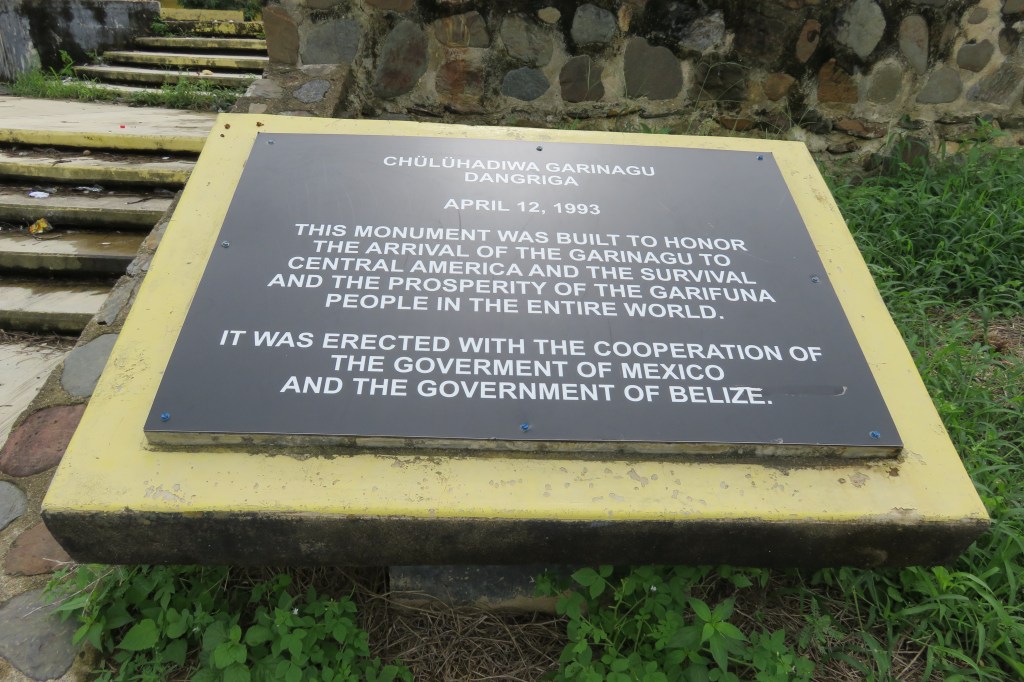 CHÜLÜHADIWA GARINAGU
DANGRIGA
APRIL 12, 1993
THIS MONUMENT WAS BUILT TO HONOR
THE ARRIVAL OF THE GARINAGU TO
CENTRAL AMERICA AND THE SURVIVAL
AND THE PROSPERITY OF THE GARIFUNA
PEOPLE IN THE ENTIRE WORLD.
IT WAS ERECTED WITH THE COOPERATION OF
THE GOVERMENT OF MEXICO
AND THE GOVERNMENT OF BELIZE.